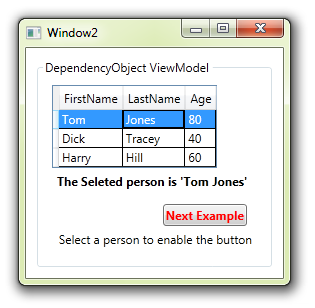 Window2
DependencyObject ViewModel
FirstName LastName Age
Tom Jones 80
Dick Tracey 40
Harry Hill 60
The Seleted person is 'Tom Jones'
Next Example
Select a person to enable the button